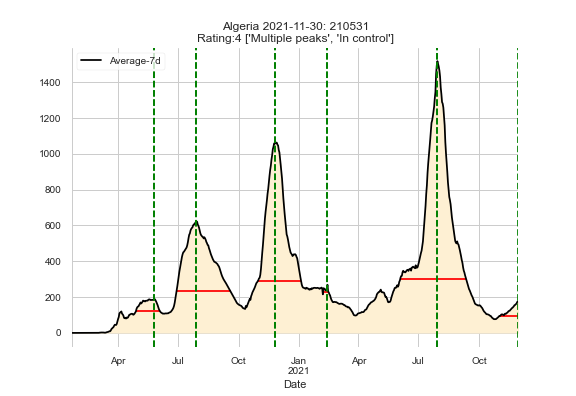 Algeria 2021-11-30: 210531
Rating:4 ['Multiple peaks', 'In control']
Average-7d
1400
1200
1000
800
600
400
200
0
Apr Jul Oct Jan Apr Jul Oct
2021
Date